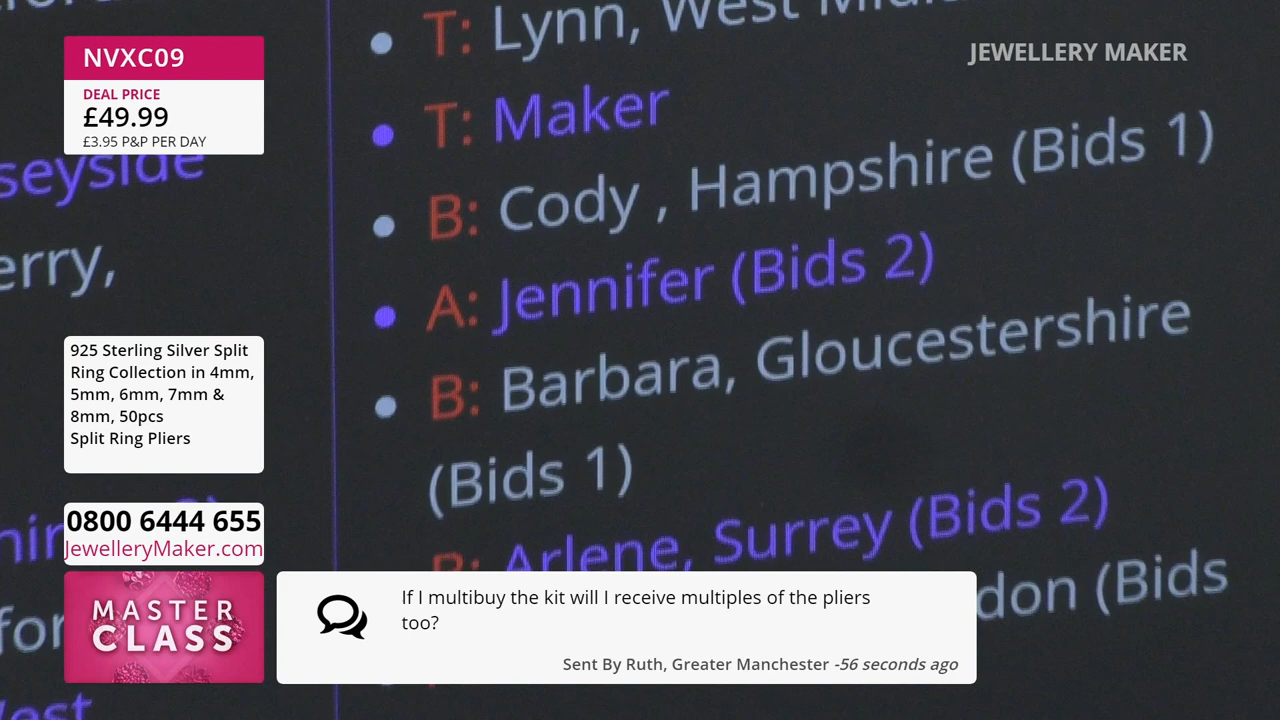 NVXC09
DEAL PRICE
£49.99
£3.95 P&P PER DAY
JEWELLERY MAKER
T: Lynn, West
T: Maker
B: Cody , Hampshire (Bids 1)
A: Jennifer (Bids 2)
B: Barbara, Gloucestershire
(Bids 1)
B: Arlene, Surrey (Bids 2)
(Bids
925 Sterling Silver Split
Ring Collection in 4mm,
5mm, 6mm, 7mm &
8mm, 50pcs
Split Ring Pliers
0800 6444 655
JewelleryMaker.com
MASTER
CLASS
If I multibuy the kit will I receive multiples of the pliers
too?
Sent By Ruth, Greater Manchester -56 seconds ago